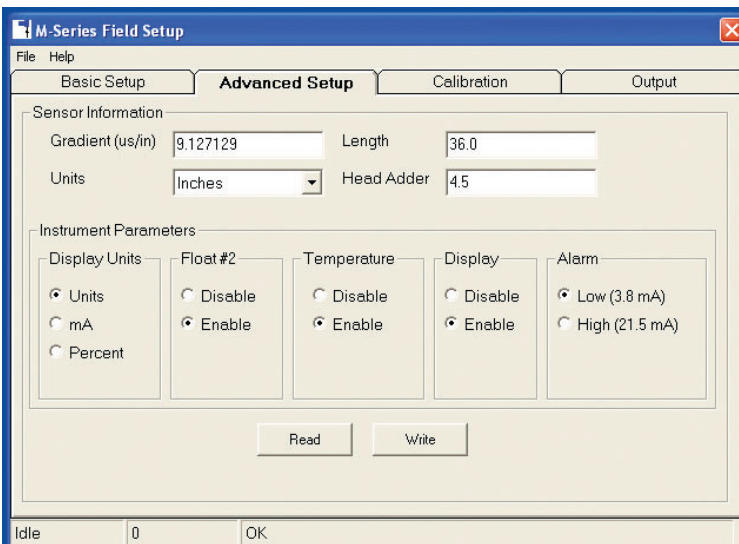 M-Series Field Setup
File Help
Basic Setup Advanced Setup Calibration Output
Sensor Information
Gradient (us/in) 9.127129 Length 36.0
Units Inches Head Adder 4.5
Instrument Parameters
Display Units Float #2 Temperature Display Alarm
Units Disable Disable Disable Low (3.8 mA)
mA Enable Enable Enable High (21.5 mA)
Percent
Read Write
Idle 0 OK